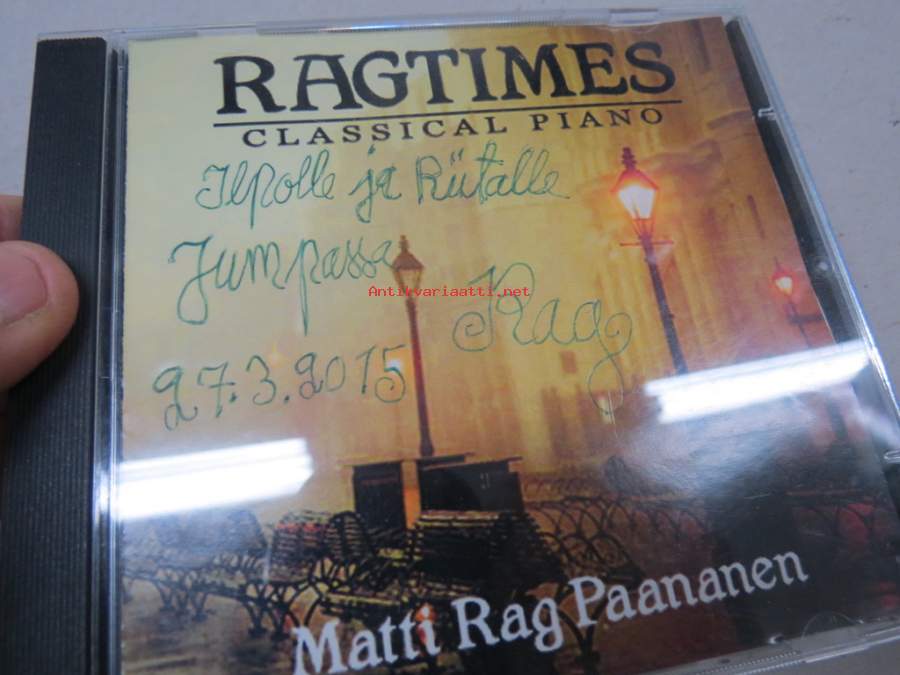 RAGTIMES
CLASSICAL PIANO
Ilpolle ja Riitalle
Jumpassa
Antikvariaatti.net
Rag
27.3.2015
Matti Rag Paananen